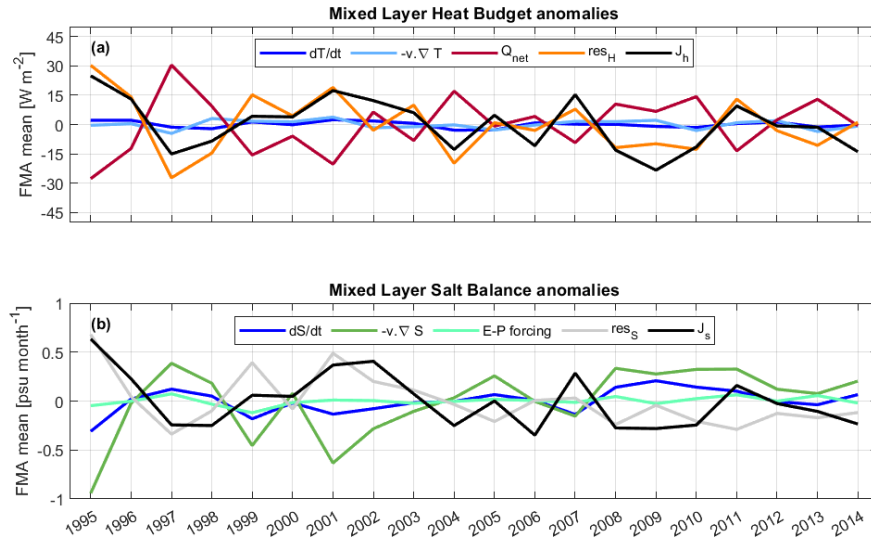 Mixed Layer Heat Budget anomalies
(a)
dT/dt -v.∇ T Q_net res_H J_h
FMA mean [W m^-2]
45
30
15
0
-15
-30
-45
Mixed Layer Salt Balance anomalies
(b)
dS/dt -v.∇ S E-P forcing res_S J_s
FMA mean [psu month^-1]
1
0.5
0
-0.5
-1
1995 1996 1997 1998 1999 2000 2001 2002 2003 2004 2005 2006 2007 2008 2009 2010 2011 2012 2013 2014